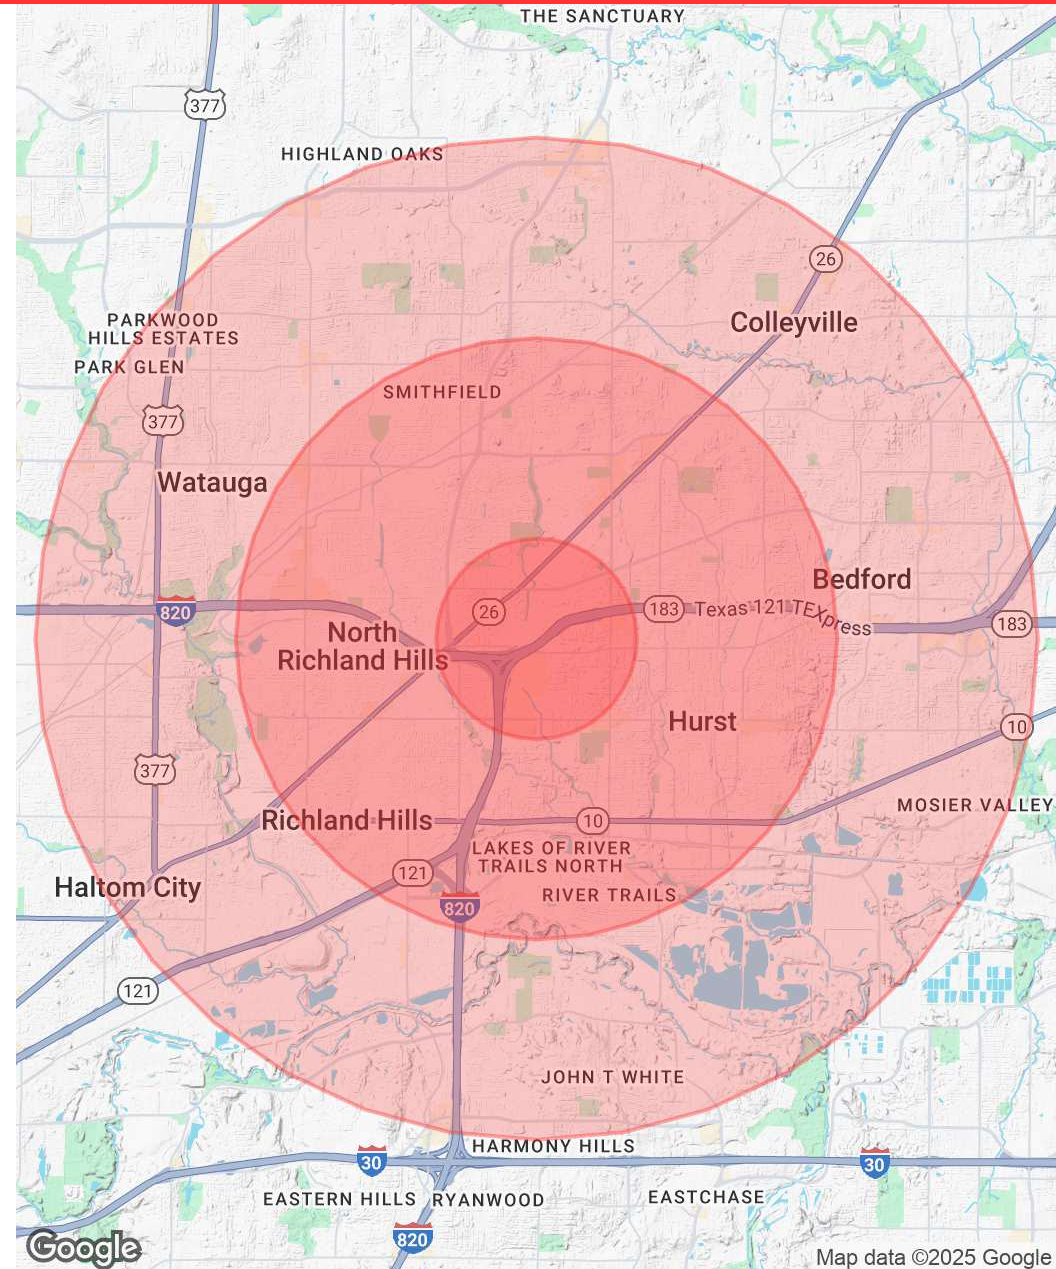 THE SANCTUARY
377
HIGHLAND OAKS
26
PARKWOOD
HILLS ESTATES
Colleyville
PARK GLEN
SMITHFIELD
377
Watauga
Bedford
820
26
183
Texas 121 TEXpress
183
North
Richland Hills
Hurst
10
377
MOSIER VALLEY
Richland Hills
10
LAKES OF RIVER
TRAILS NORTH
121
Haltom City
RIVER TRAILS
820
121
JOHN T WHITE
HARMONY HILLS
30
30
EASTERN HILLS
RYANWOOD
EASTCHASE
820
Google
Map data ©2025 Google